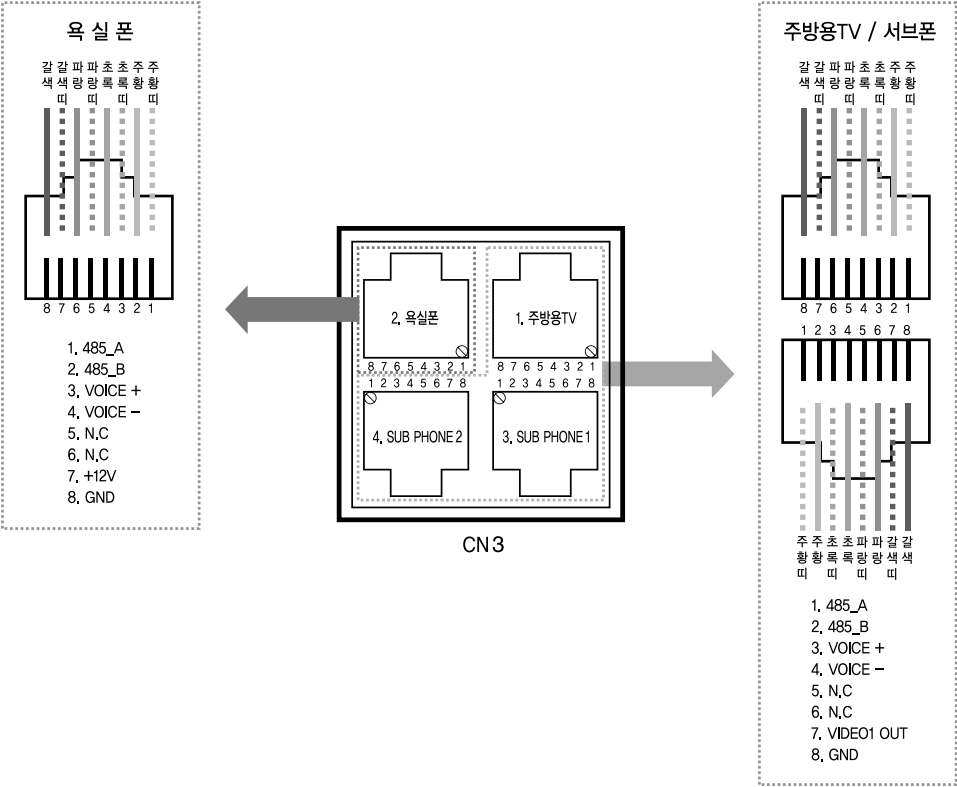 욕실폰
갈색 갈색띠 파랑 파랑띠 초록 초록띠 주황 주황띠
8 7 6 5 4 3 2 1
1. 485_A
2. 485_B
3. VOICE +
4. VOICE -
5. N.C
6. N.C
7. +12V
8. GND
2. 욕실폰
1. 주방용TV
8 7 6 5 4 3 2 1
8 7 6 5 4 3 2 1
1 2 3 4 5 6 7 8
1 2 3 4 5 6 7 8
4. SUB PHONE2
3. SUB PHONE1
CN3
주방용TV / 서브폰
갈색 갈색띠 파랑 파랑띠 초록 초록띠 주황 주황띠
8 7 6 5 4 3 2 1
1 2 3 4 5 6 7 8
주황띠 주황 초록띠 초록 파랑띠 파랑 갈색띠 갈색
1. 485_A
2. 485_B
3. VOICE +
4. VOICE -
5. N.C
6. N.C
7. VIDEO1 OUT
8. GND